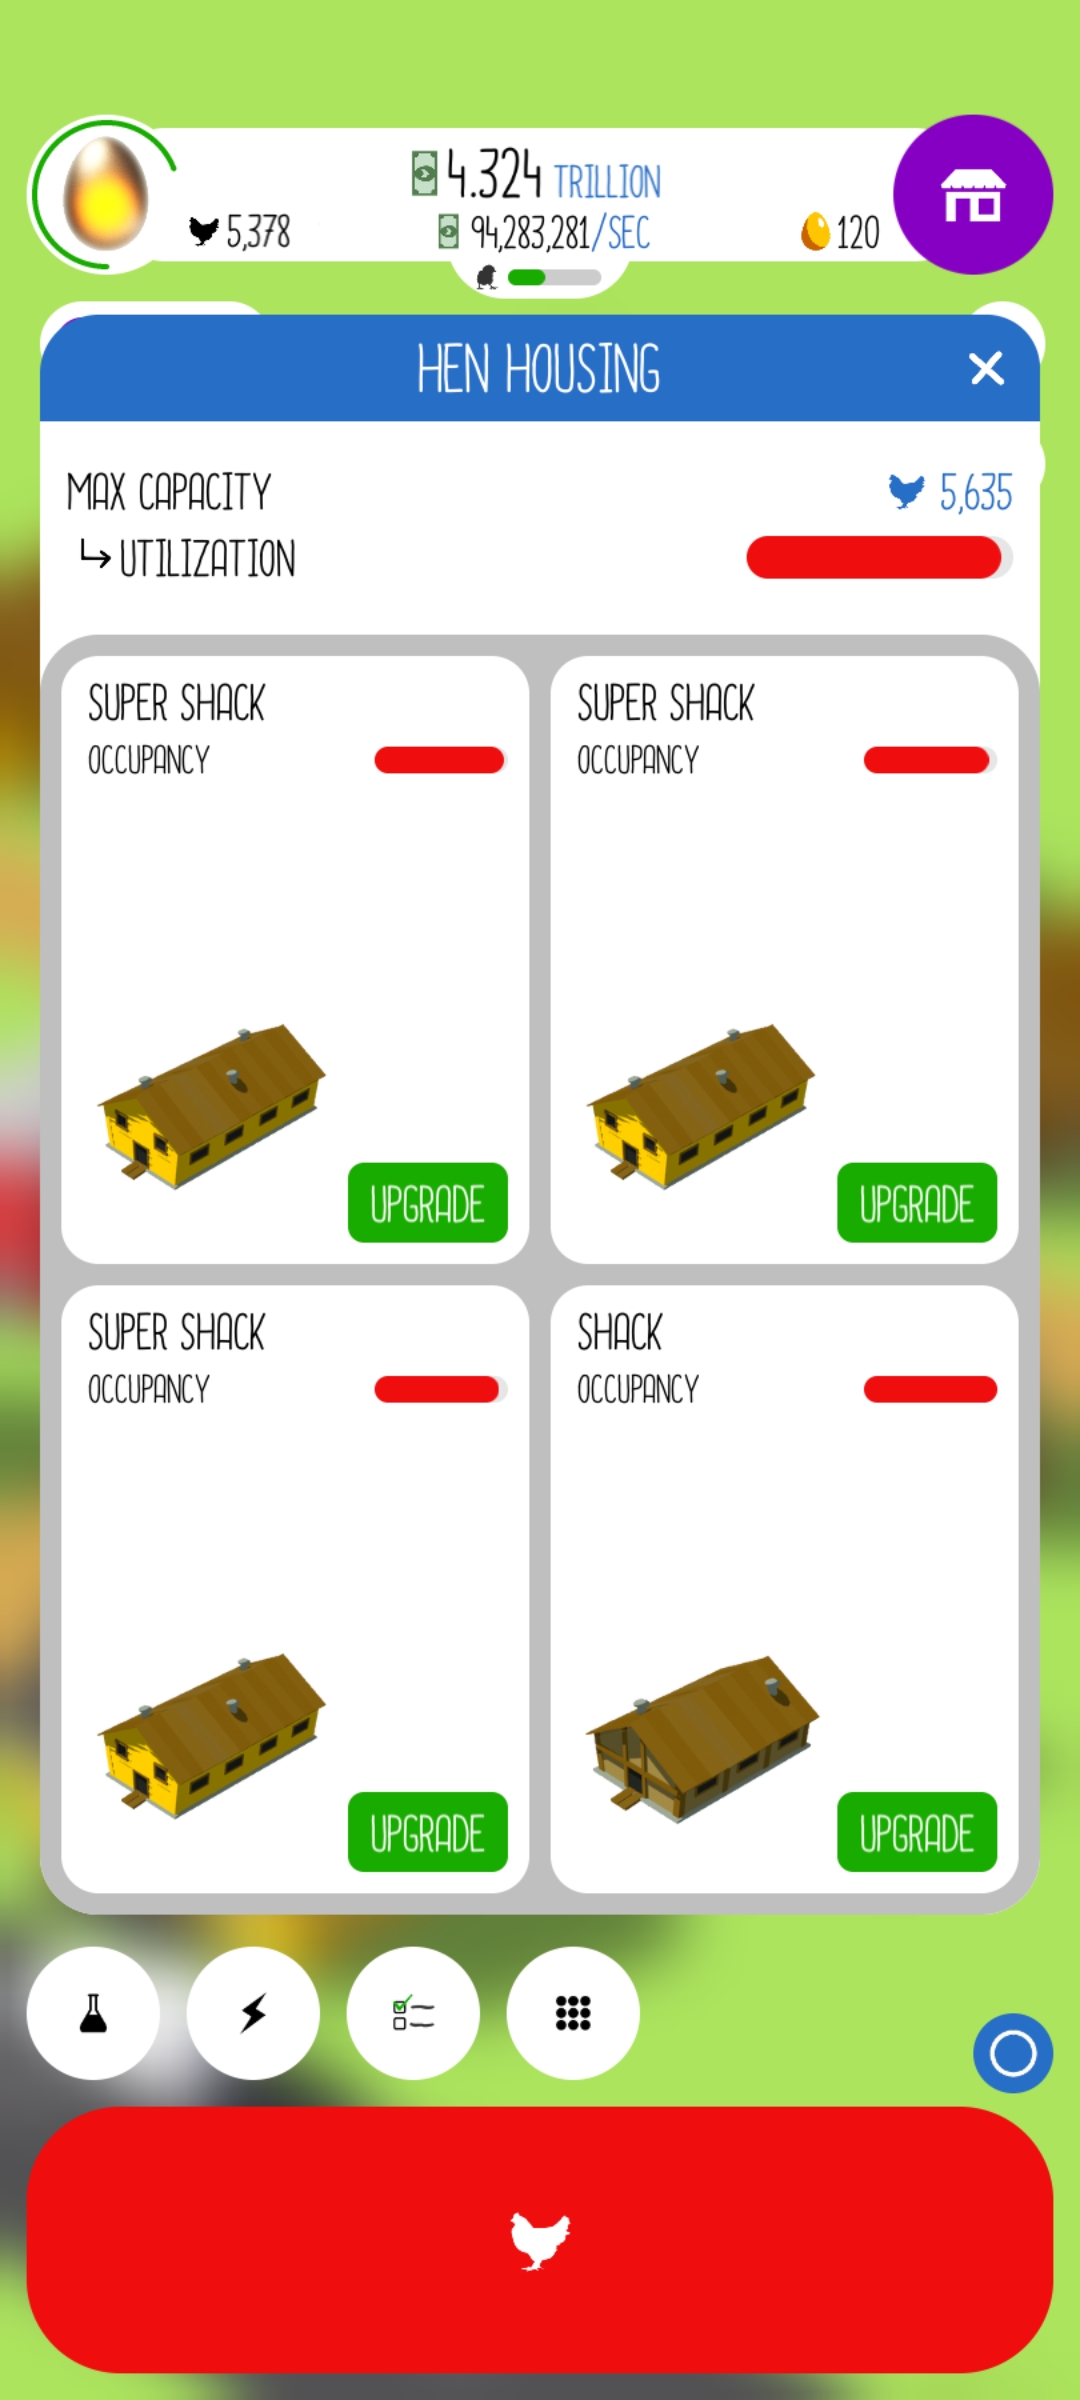 4.324 TRILLION
5,378
94,283,281/SEC
120
HEN HOUSING
MAX CAPACITY
5,635
UTILIZATION
SUPER SHACK
OCCUPANCY
UPGRADE
SUPER SHACK
OCCUPANCY
UPGRADE
SUPER SHACK
OCCUPANCY
UPGRADE
SHACK
OCCUPANCY
UPGRADE